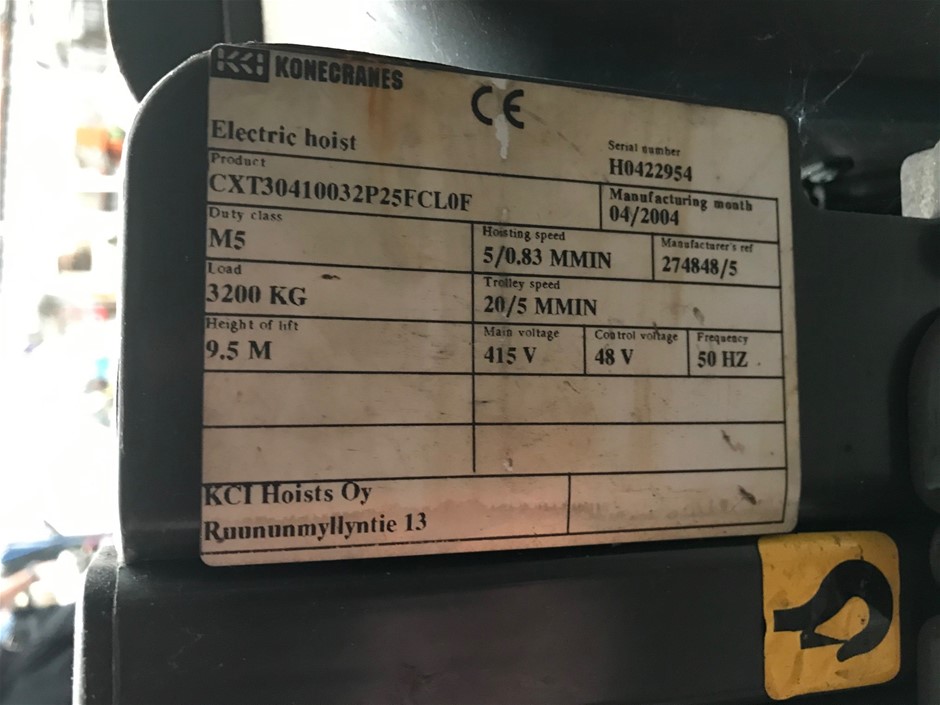 KCI KONECRANES
CE
Electric hoist
Serial number
H0422954
Product
CXT30410032P25FCL0F
Manufacturing month
04/2004
Duty class
M5
Hoisting speed
5/0.83 MMIN
Manufacturer's ref
274848/5
Load
3200 KG
Trolley speed
20/5 MMIN
Height of lift
9.5 M
Main voltage
415 V
Control voltage
48 V
Frequency
50 HZ
KCI Hoists Oy
Ruununmyllyntie 13